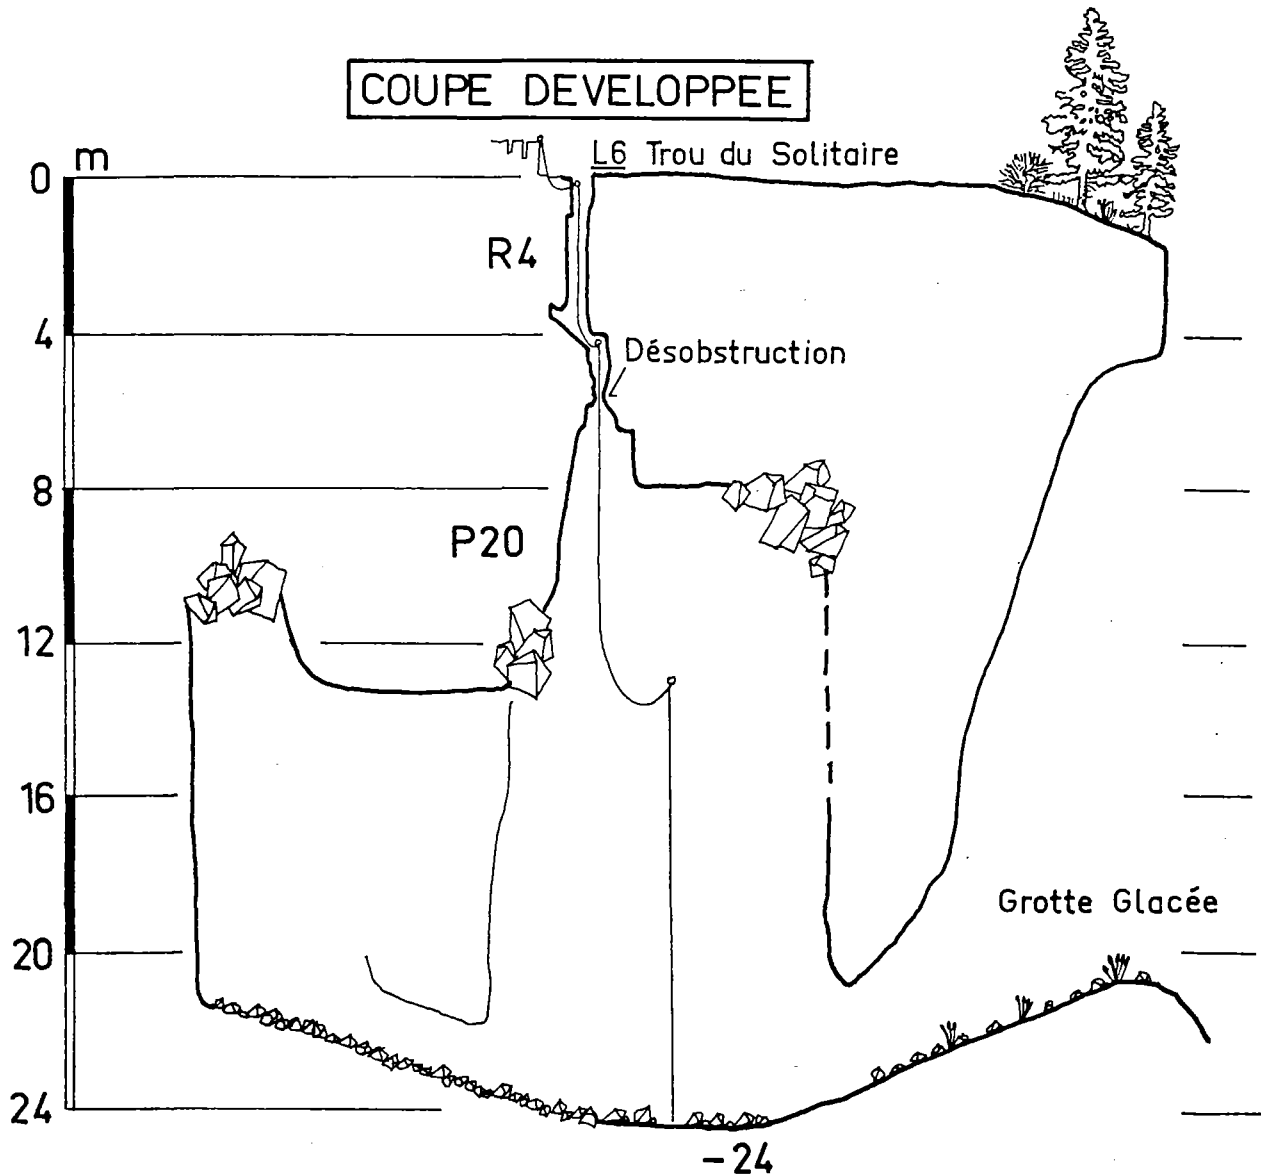 COUPE DEVELOPPEE
m
L6 Trou du Solitaire
0
R4
4
Désobstruction
8
P20
12
16
Grotte Glacée
20
24
-24